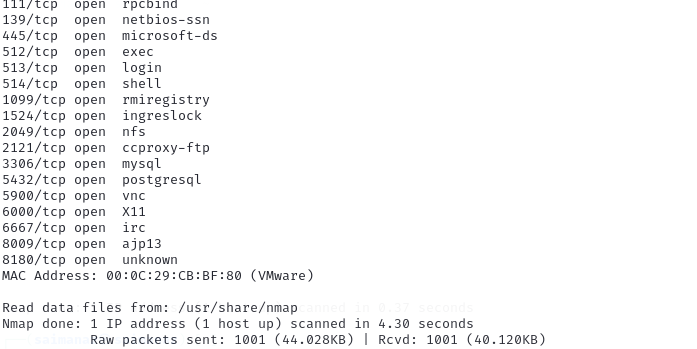 111/tcp  open  rpcbind
139/tcp  open  netbios-ssn
445/tcp  open  microsoft-ds
512/tcp  open  exec
513/tcp  open  login
514/tcp  open  shell
1099/tcp open  rmiregistry
1524/tcp open  ingreslock
2049/tcp open  nfs
2121/tcp open  ccproxy-ftp
3306/tcp open  mysql
5432/tcp open  postgresql
5900/tcp open  vnc
6000/tcp open  X11
6667/tcp open  irc
8009/tcp open  ajp13
8180/tcp open  unknown
MAC Address: 00:0C:29:CB:BF:80 (VMware)
Read data files from: /usr/share/nmap
Nmap done: 1 IP address (1 host up) scanned in 4.30 seconds
Raw packets sent: 1001 (44.028KB) | Rcvd: 1001 (40.120KB)